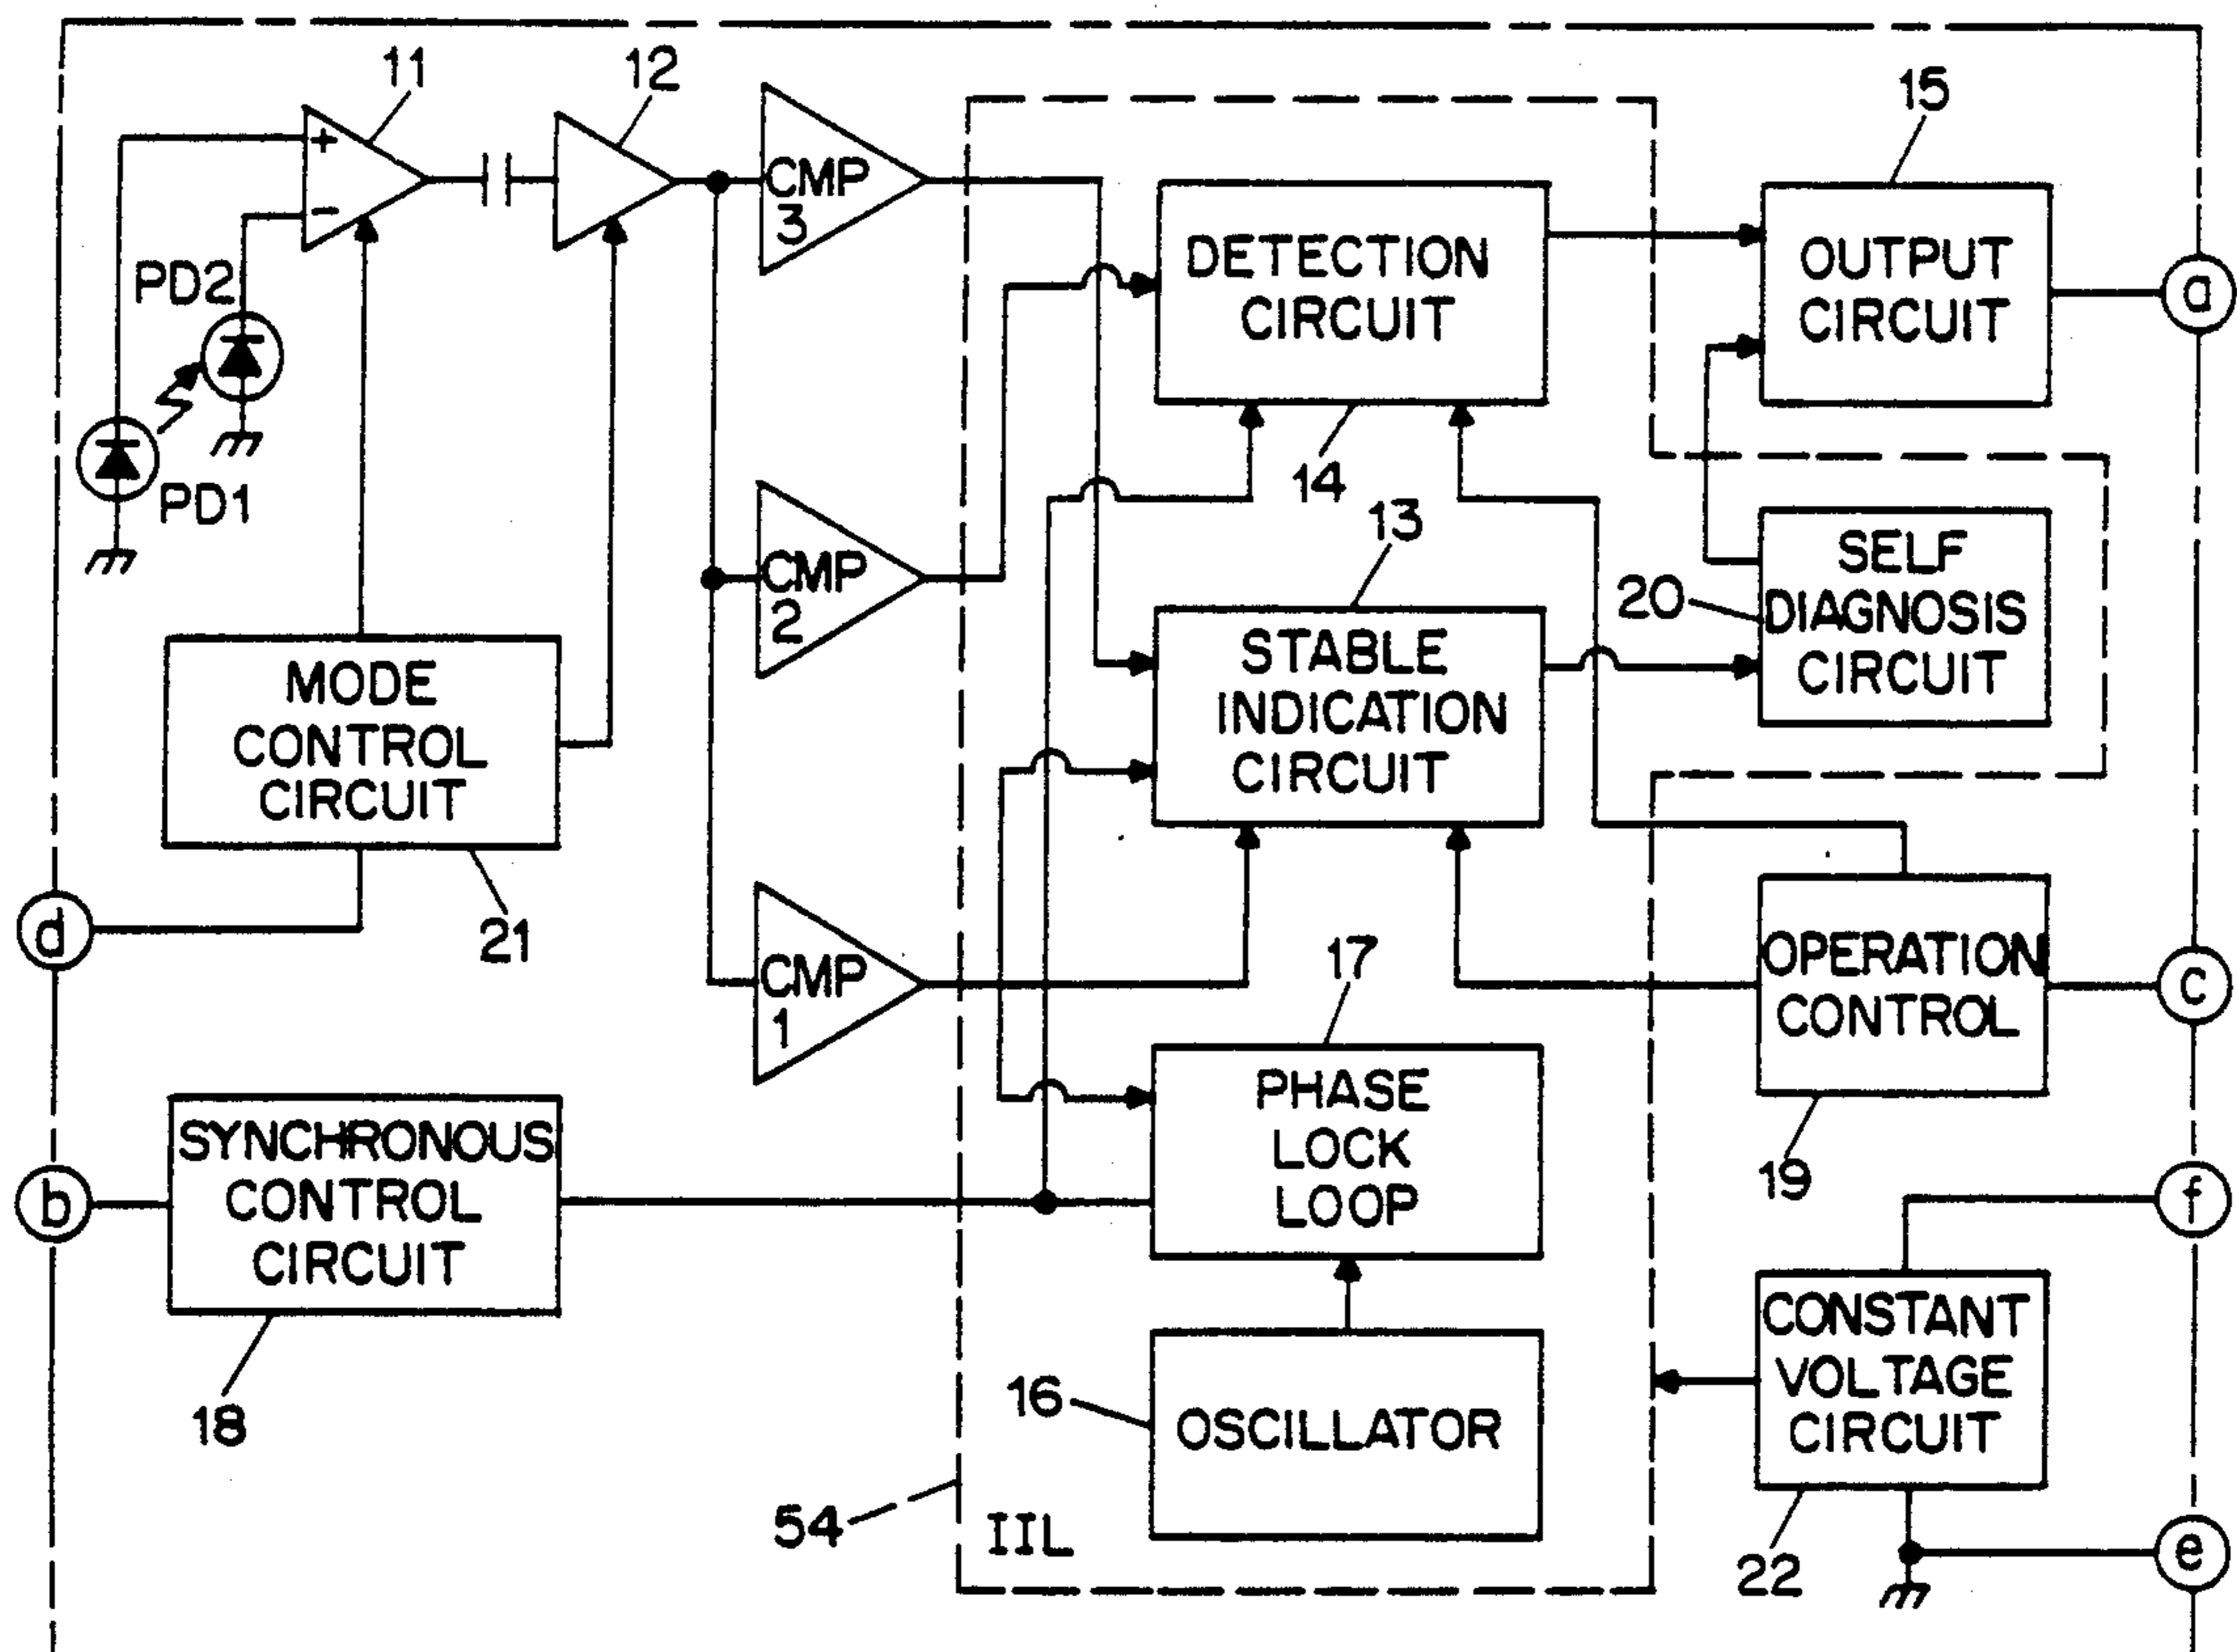 11
12
15
+
-
CMP
3
DETECTION
CIRCUIT
OUTPUT
CIRCUIT
a
PD2
PD1
14
13
CMP
2
SELF
DIAGNOSIS
CIRCUIT
20
STABLE
INDICATION
CIRCUIT
MODE
CONTROL
CIRCUIT
d
21
CMP
1
17
OPERATION
CONTROL
c
SYNCHRONOUS
CONTROL
CIRCUIT
b
PHASE
LOCK
LOOP
19
f
CONSTANT
VOLTAGE
CIRCUIT
18
16
OSCILLATOR
54
IIL
22
e